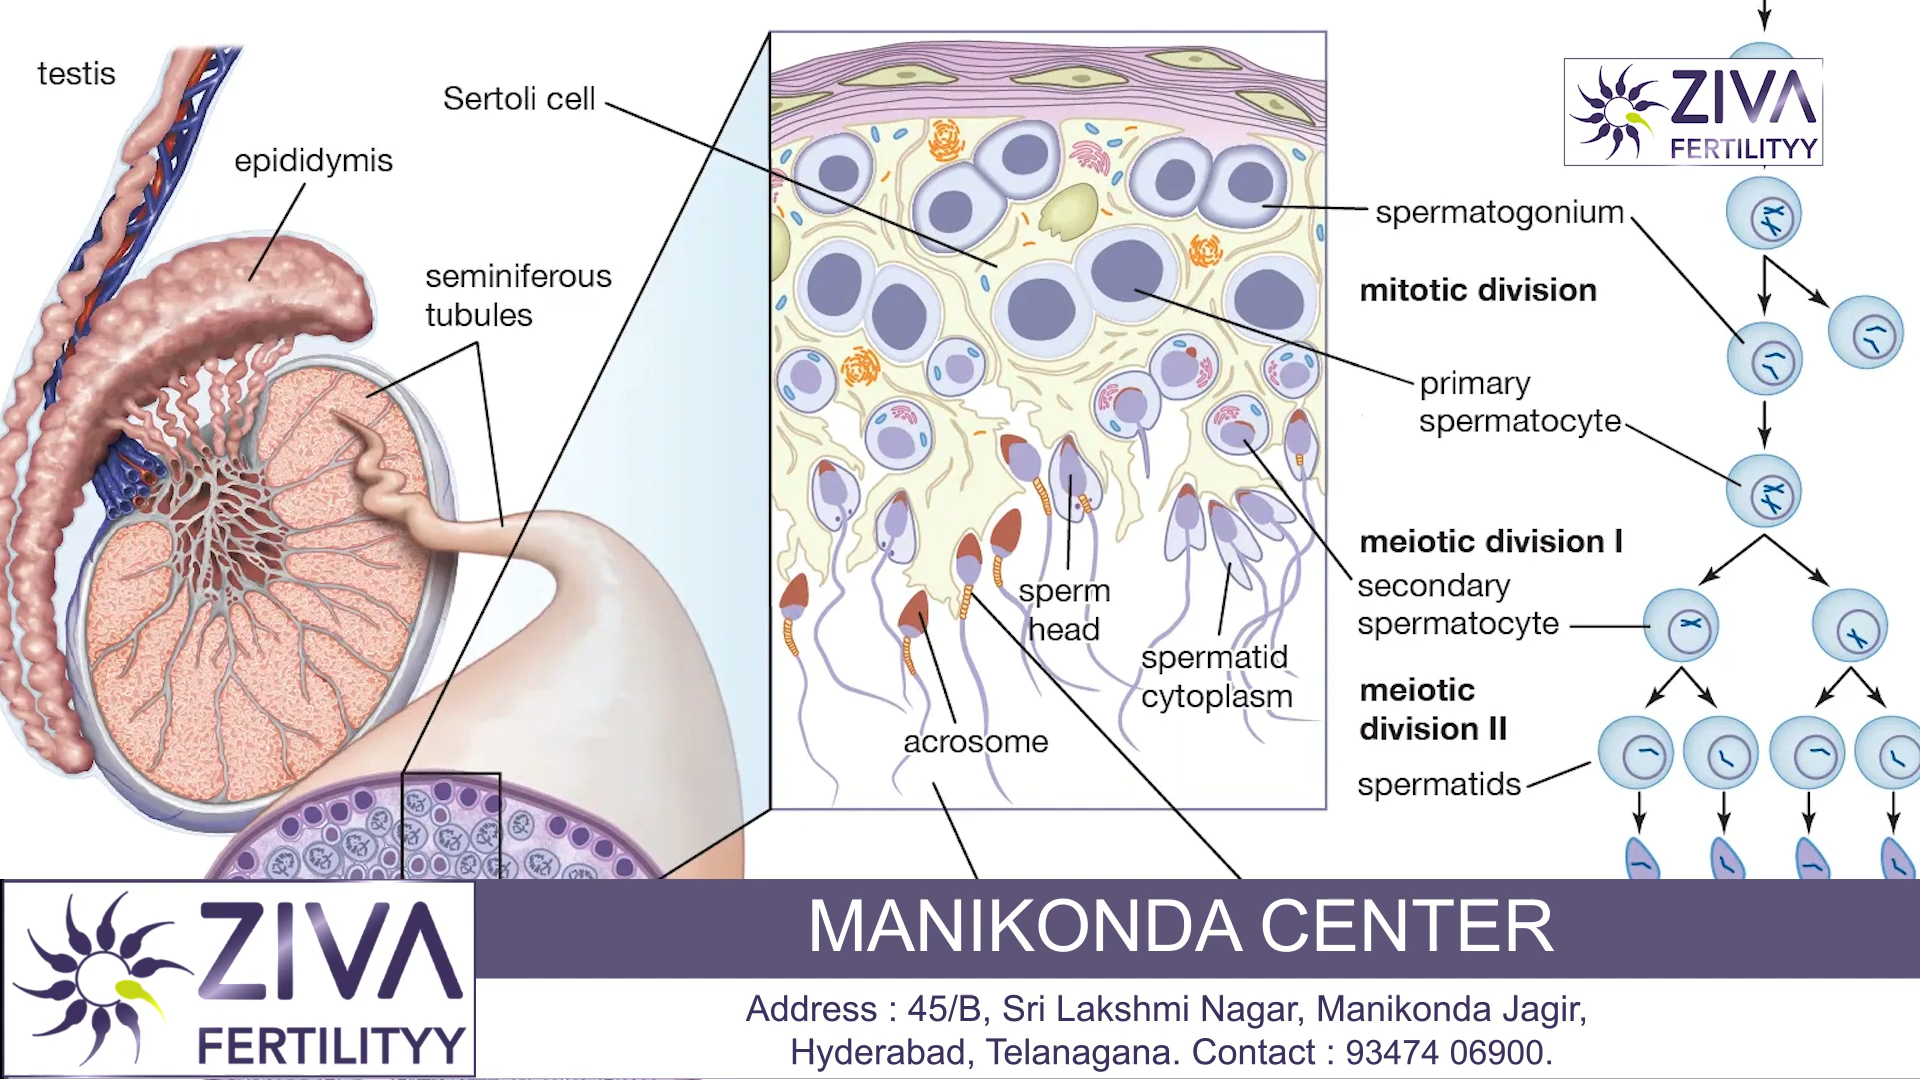 testis
epididymis
seminiferous
tubules
Sertoli cell
sperm
head
spermatid
cytoplasm
acrosome
ZIVA
FERTILITYY
spermatogonium
mitotic division
primary
spermatocyte
meiotic division I
secondary
spermatocyte
meiotic
division II
spermatids
ZIVA
FERTILITYY
MANIKONDA CENTER
Address : 45/B, Sri Lakshmi Nagar, Manikonda Jagir,
Hyderabad, Telanagana. Contact : 93474 06900.